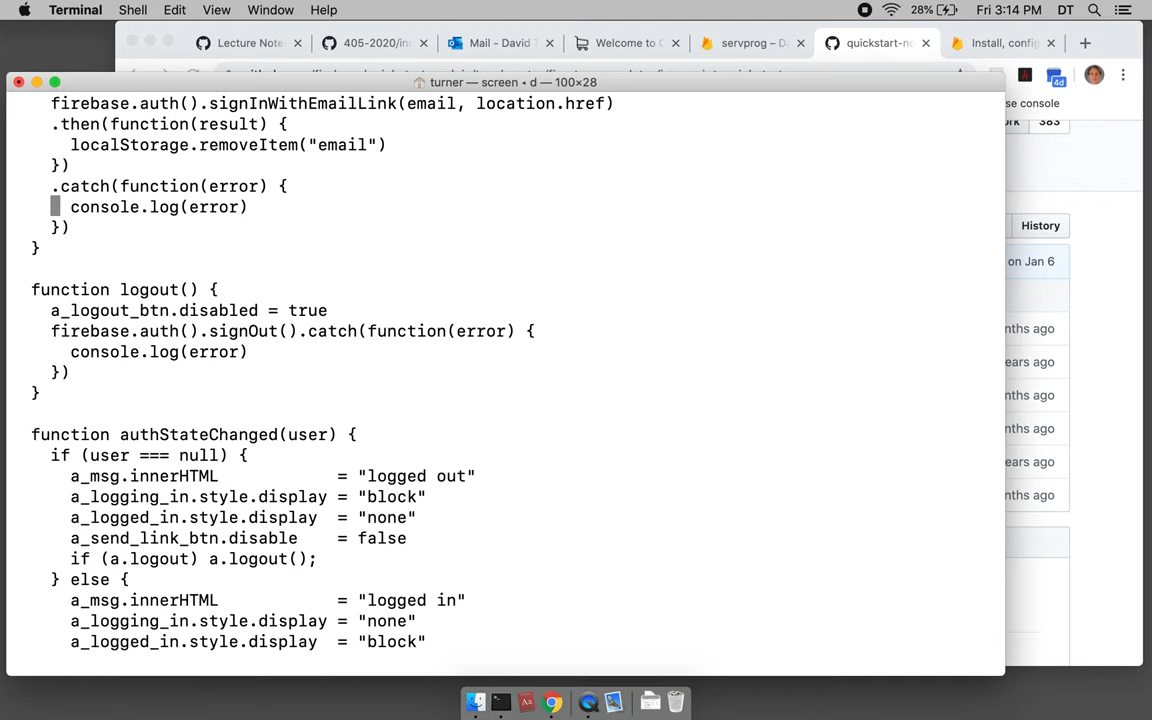 Terminal Shell Edit View Window Help 28% Fri 3:14 PM DT
Lecture Note × 405-2020/in × Mail - David T × Welcome to C × servprog – D × quickstart-n × Install, config × +
turner — screen ◂ d — 100×28
4d
firebase.auth().signInWithEmailLink(email, location.href)
se console
.then(function(result) {
383
localStorage.removeItem("email")
})
.catch(function(error) {
console.log(error)
History
})
}
on Jan 6
function logout() {
a_logout_btn.disabled = true
firebase.auth().signOut().catch(function(error) {
nths ago
console.log(error)
ears ago
})
}
nths ago
function authStateChanged(user) {
nths ago
if (user === null) {
ears ago
a_msg.innerHTML = "logged out"
a_logging_in.style.display = "block"
nths ago
a_logged_in.style.display = "none"
a_send_link_btn.disable = false
if (a.logout) a.logout();
} else {
a_msg.innerHTML = "logged in"
a_logging_in.style.display = "none"
a_logged_in.style.display = "block"